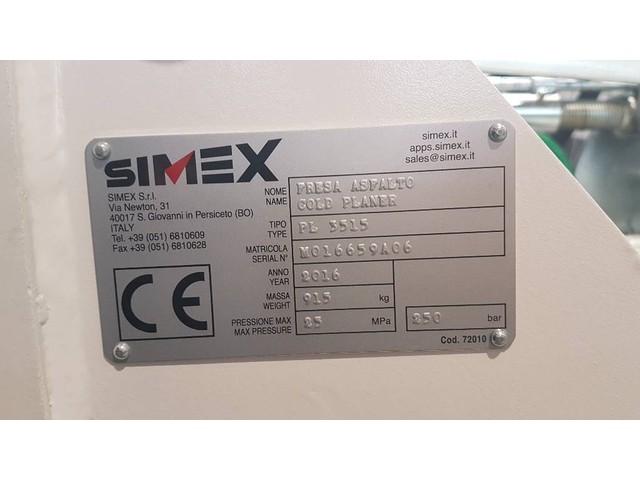 SIMEX
simex.it
apps.simex.it
sales@simex.it
SIMEX S.r.l.
Via Newton, 31
40017 S. Giovanni in Persiceto (BO)
ITALY
Tel. +39 (051) 6810609
Fax +39 (051) 6810628
CE
NOME FRESA ASFALTO
NAME COLD PLANER
TIPO
TYPE PL 3515
MATRICOLA
SERIAL N° M016659A06
ANNO
YEAR 2016
MASSA
WEIGHT 915 kg
PRESSIONE MAX
MAX PRESSURE 25 MPa 250 bar
Cod. 72010